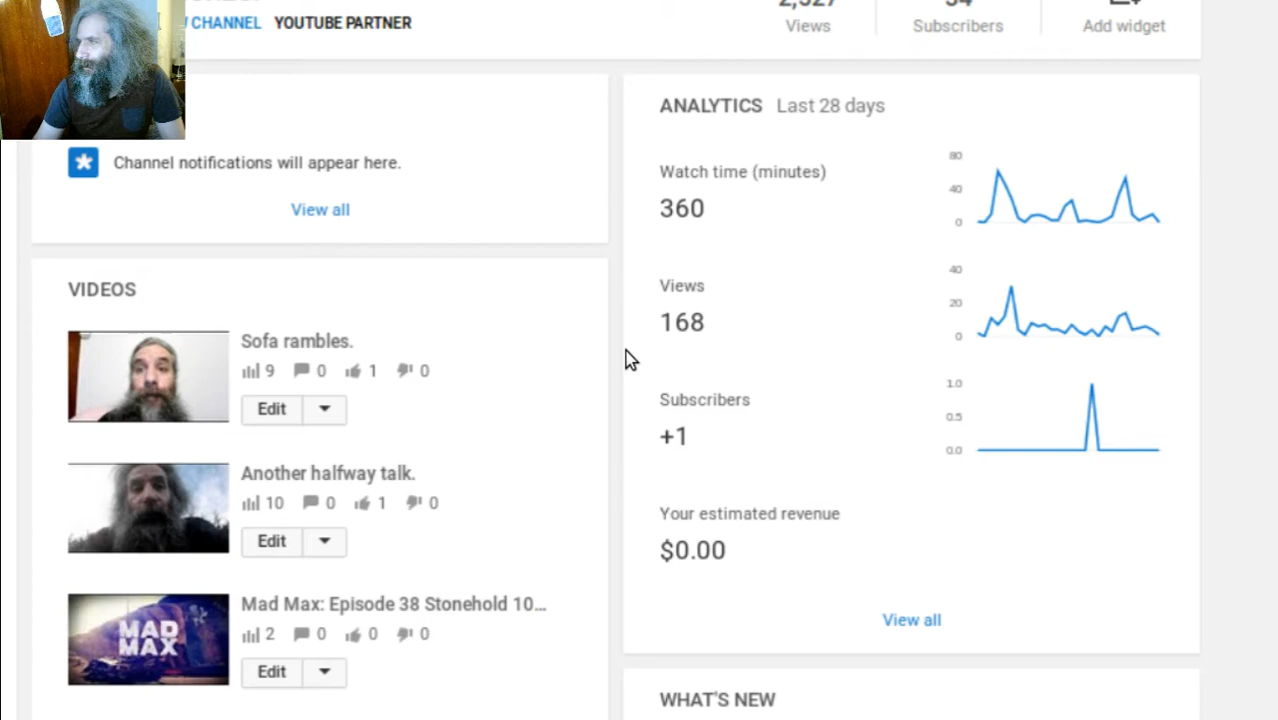 CHANNEL YOUTUBE PARTNER
Views
Subscribers
Add widget
Channel notifications will appear here.
View all
VIDEOS
Sofa rambles.
9 0 1 0
Edit
Another halfway talk.
10 0 1 0
Edit
MAD
MAX
Mad Max: Episode 38 Stonehold 10...
2 0 0 0
Edit
ANALYTICS Last 28 days
Watch time (minutes)
360
80
40
0
Views
168
40
20
0
Subscribers
+1
1.0
0.5
0.0
Your estimated revenue
$0.00
View all
WHAT'S NEW